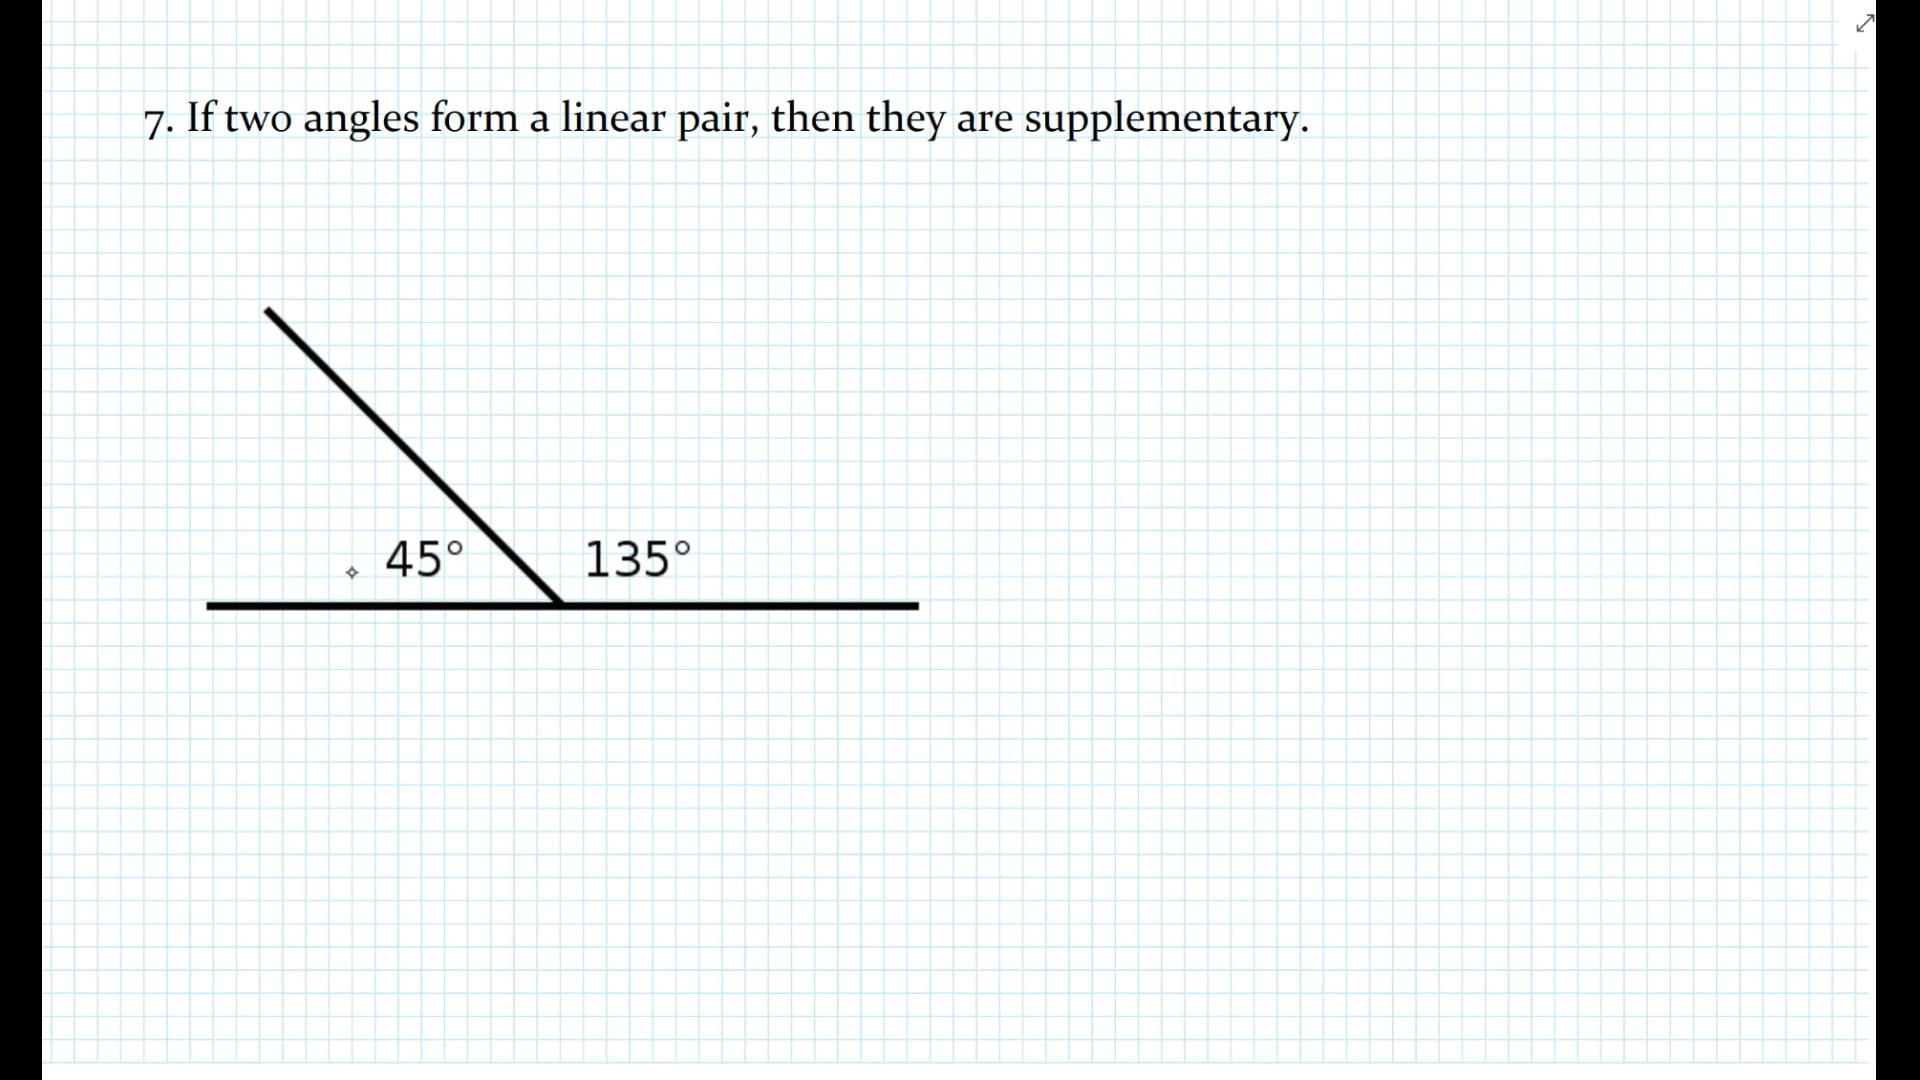 7. If two angles form a linear pair, then they are supplementary.
45° 135°